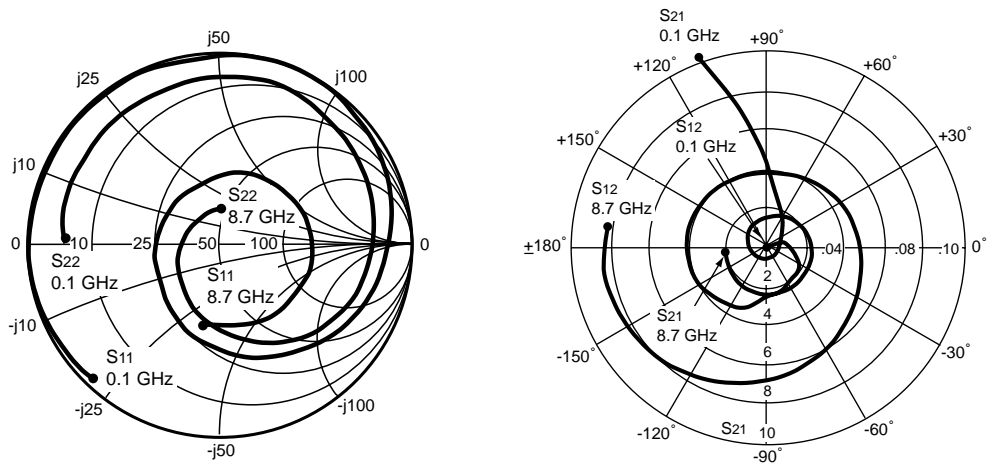 j50
j25
j100
j10
S22
8.7 GHz
0
10
25
50
100
0
S22
0.1 GHz
S11
8.7 GHz
-j10
S11
0.1 GHz
-j25
-j100
-j50
S21
0.1 GHz
+90°
+120°
+60°
S12
0.1 GHz
+150°
+30°
S12
8.7 GHz
±180°
.04
.08
.10
0°
2
S21
8.7 GHz
4
-150°
-30°
6
8
-120°
S21
10
-60°
-90°